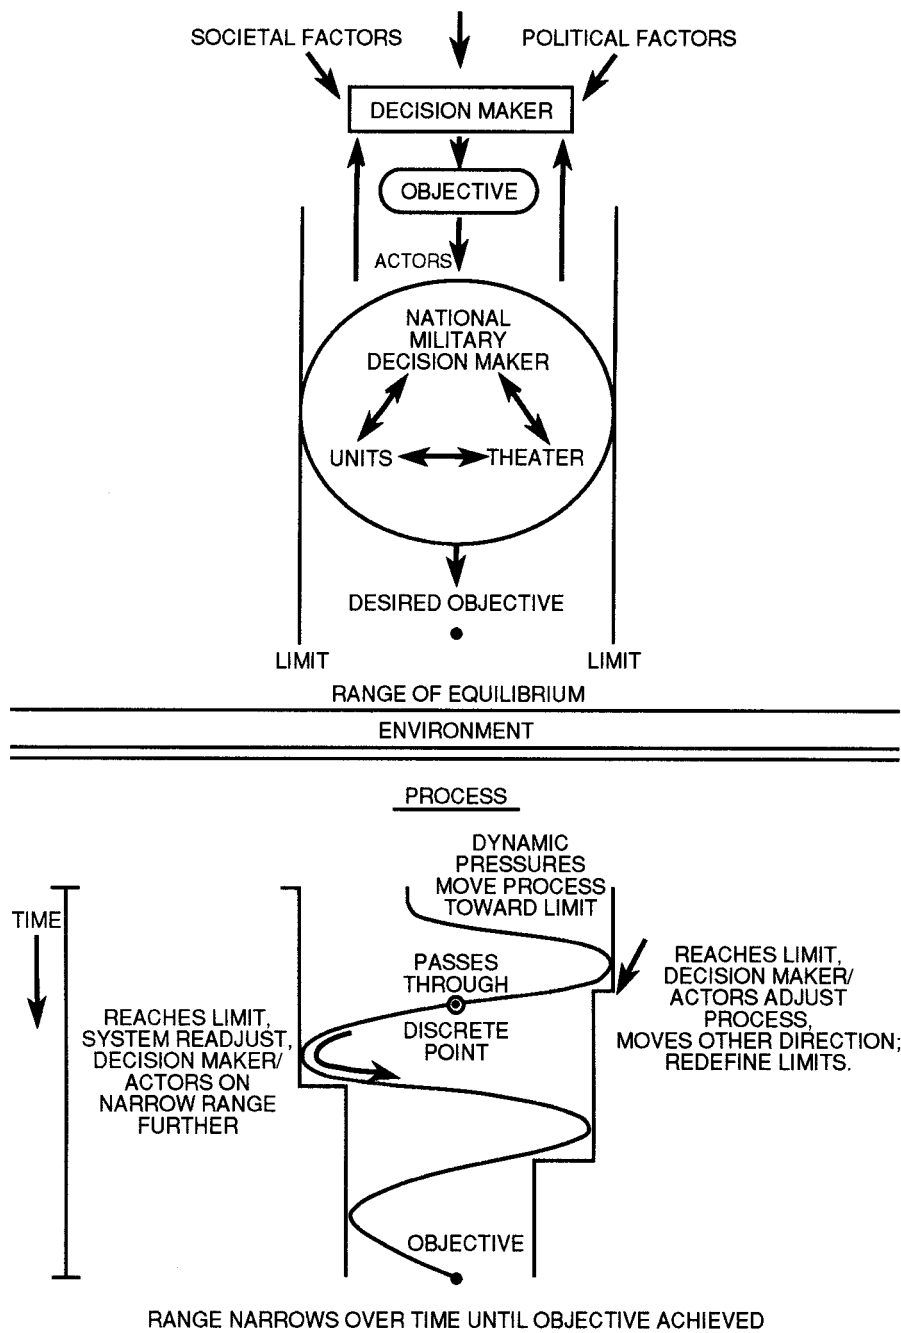 SOCIETAL FACTORS
POLITICAL FACTORS
DECISION MAKER
OBJECTIVE
ACTORS
NATIONAL
MILITARY
DECISION MAKER
UNITS
THEATER
DESIRED OBJECTIVE
LIMIT
LIMIT
RANGE OF EQUILIBRIUM
ENVIRONMENT
PROCESS
DYNAMIC
PRESSURES
MOVE PROCESS
TOWARD LIMIT
TIME
PASSES
THROUGH
DISCRETE
POINT
REACHES LIMIT,
DECISION MAKER/
ACTORS ADJUST
PROCESS,
MOVES OTHER DIRECTION;
REDEFINE LIMITS.
REACHES LIMIT,
SYSTEM READJUST,
DECISION MAKER/
ACTORS ON
NARROW RANGE
FURTHER
OBJECTIVE
RANGE NARROWS OVER TIME UNTIL OBJECTIVE ACHIEVED